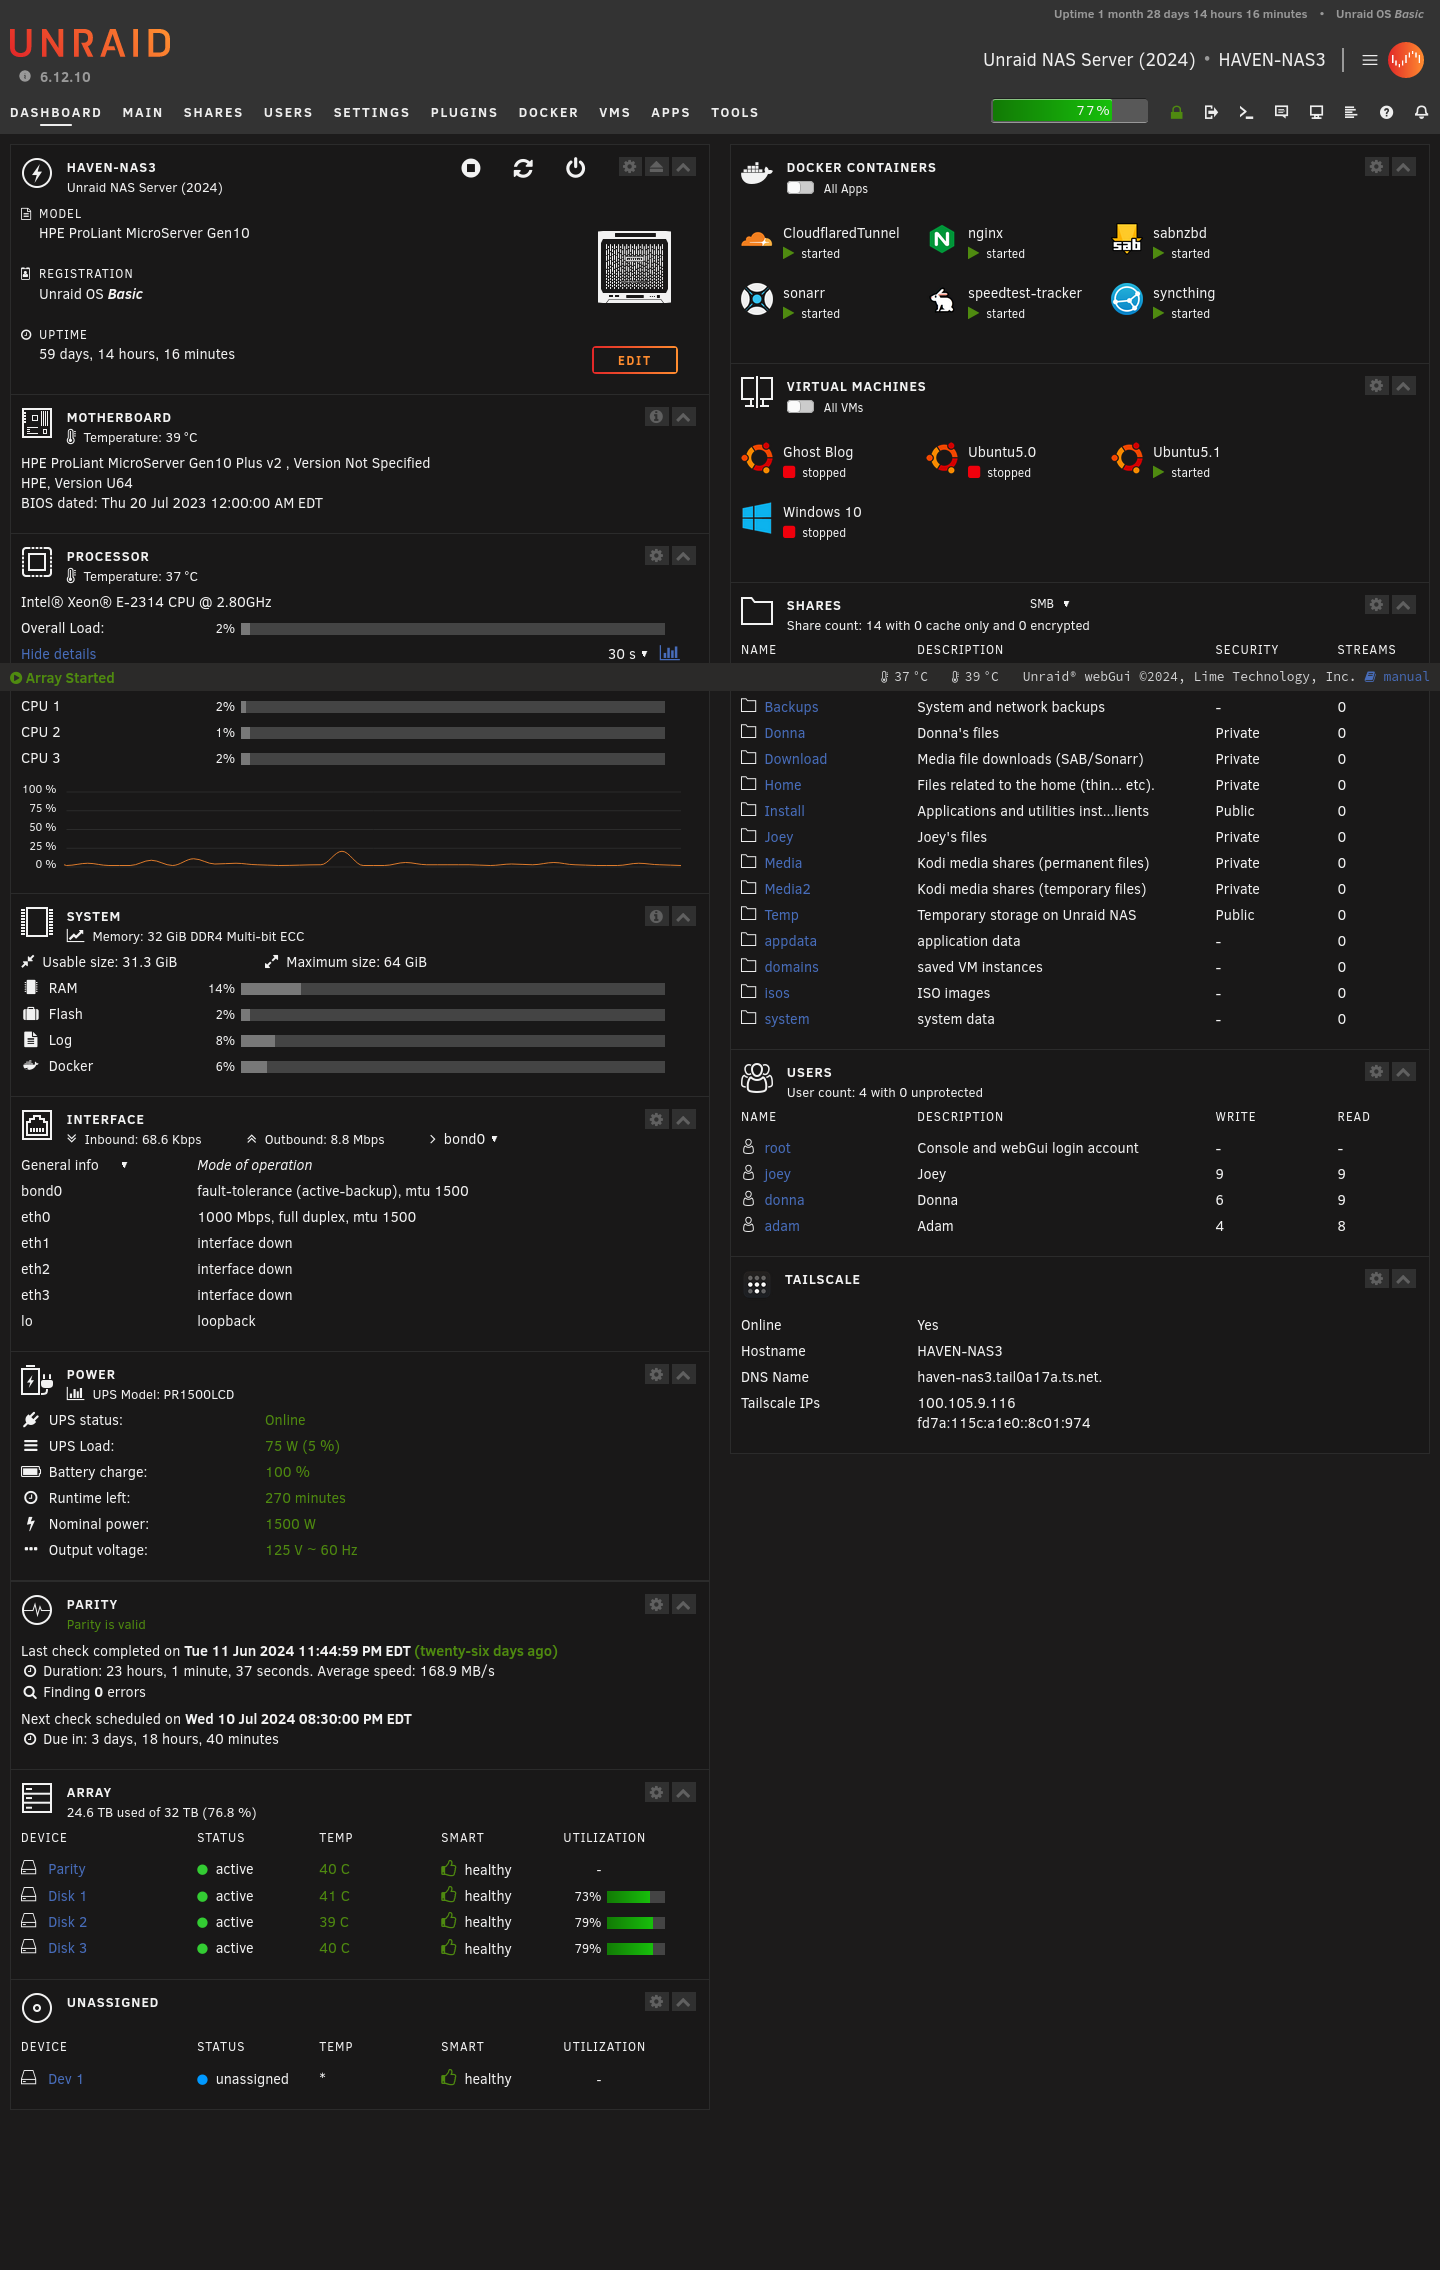 Uptime 1 month 28 days 14 hours 16 minutes • Unraid OS Basic
UNRAID
6.12.10
Unraid NAS Server (2024) • HAVEN-NAS3
DASHBOARD MAIN SHARES USERS SETTINGS PLUGINS DOCKER VMS APPS TOOLS
77%
HAVEN-NAS3
Unraid NAS Server (2024)
MODEL
HPE ProLiant MicroServer Gen10
REGISTRATION
Unraid OS Basic
UPTIME
59 days, 14 hours, 16 minutes
EDIT
MOTHERBOARD
Temperature: 39 °C
HPE ProLiant MicroServer Gen10 Plus v2 , Version Not Specified
HPE, Version U64
BIOS dated: Thu 20 Jul 2023 12:00:00 AM EDT
PROCESSOR
Temperature: 37 °C
Intel® Xeon® E-2314 CPU @ 2.80GHz
Overall Load: 2%
Hide details 30 s
CPU 1 2%
CPU 2 1%
CPU 3 2%
100 %
75 %
50 %
25 %
0 %
SYSTEM
Memory: 32 GiB DDR4 Multi-bit ECC
Usable size: 31.3 GiB Maximum size: 64 GiB
RAM 14%
Flash 2%
Log 8%
Docker 6%
INTERFACE
Inbound: 68.6 Kbps Outbound: 8.8 Mbps bond0
General info Mode of operation
bond0 fault-tolerance (active-backup), mtu 1500
eth0 1000 Mbps, full duplex, mtu 1500
eth1 interface down
eth2 interface down
eth3 interface down
lo loopback
POWER
UPS Model: PR1500LCD
UPS status: Online
UPS Load: 75 W (5 %)
Battery charge: 100 %
Runtime left: 270 minutes
Nominal power: 1500 W
Output voltage: 125 V ~ 60 Hz
PARITY
Parity is valid
Last check completed on Tue 11 Jun 2024 11:44:59 PM EDT (twenty-six days ago)
Duration: 23 hours, 1 minute, 37 seconds. Average speed: 168.9 MB/s
Finding 0 errors
Next check scheduled on Wed 10 Jul 2024 08:30:00 PM EDT
Due in: 3 days, 18 hours, 40 minutes
ARRAY
24.6 TB used of 32 TB (76.8 %)
DEVICE STATUS TEMP SMART UTILIZATION
Parity active 40 C healthy -
Disk 1 active 41 C healthy 73%
Disk 2 active 39 C healthy 79%
Disk 3 active 40 C healthy 79%
UNASSIGNED
DEVICE STATUS TEMP SMART UTILIZATION
Dev 1 unassigned * healthy -
DOCKER CONTAINERS
All Apps
CloudflaredTunnel nginx sabnzbd
sab
started started started
sonarr speedtest-tracker syncthing
started started started
VIRTUAL MACHINES
All VMs
Ghost Blog Ubuntu5.0 Ubuntu5.1
stopped stopped started
Windows 10
stopped
SHARES SMB
Share count: 14 with 0 cache only and 0 encrypted
NAME DESCRIPTION SECURITY STREAMS
Backups System and network backups - 0
Donna Donna's files Private 0
Download Media file downloads (SAB/Sonarr) Private 0
Home Files related to the home (thin... etc). Private 0
Install Applications and utilities inst...lients Public 0
Joey Joey's files Private 0
Media Kodi media shares (permanent files) Private 0
Media2 Kodi media shares (temporary files) Private 0
Temp Temporary storage on Unraid NAS Public 0
appdata application data - 0
domains saved VM instances - 0
isos ISO images - 0
system system data - 0
USERS
User count: 4 with 0 unprotected
NAME DESCRIPTION WRITE READ
root Console and webGui login account - -
joey Joey 9 9
donna Donna 6 9
adam Adam 4 8
TAILSCALE
Online Yes
Hostname HAVEN-NAS3
DNS Name haven-nas3.tail0a17a.ts.net.
Tailscale IPs 100.105.9.116
fd7a:115c:a1e0::8c01:974
Array Started 37 °C 39 °C Unraid® webGui ©2024, Lime Technology, Inc. manual